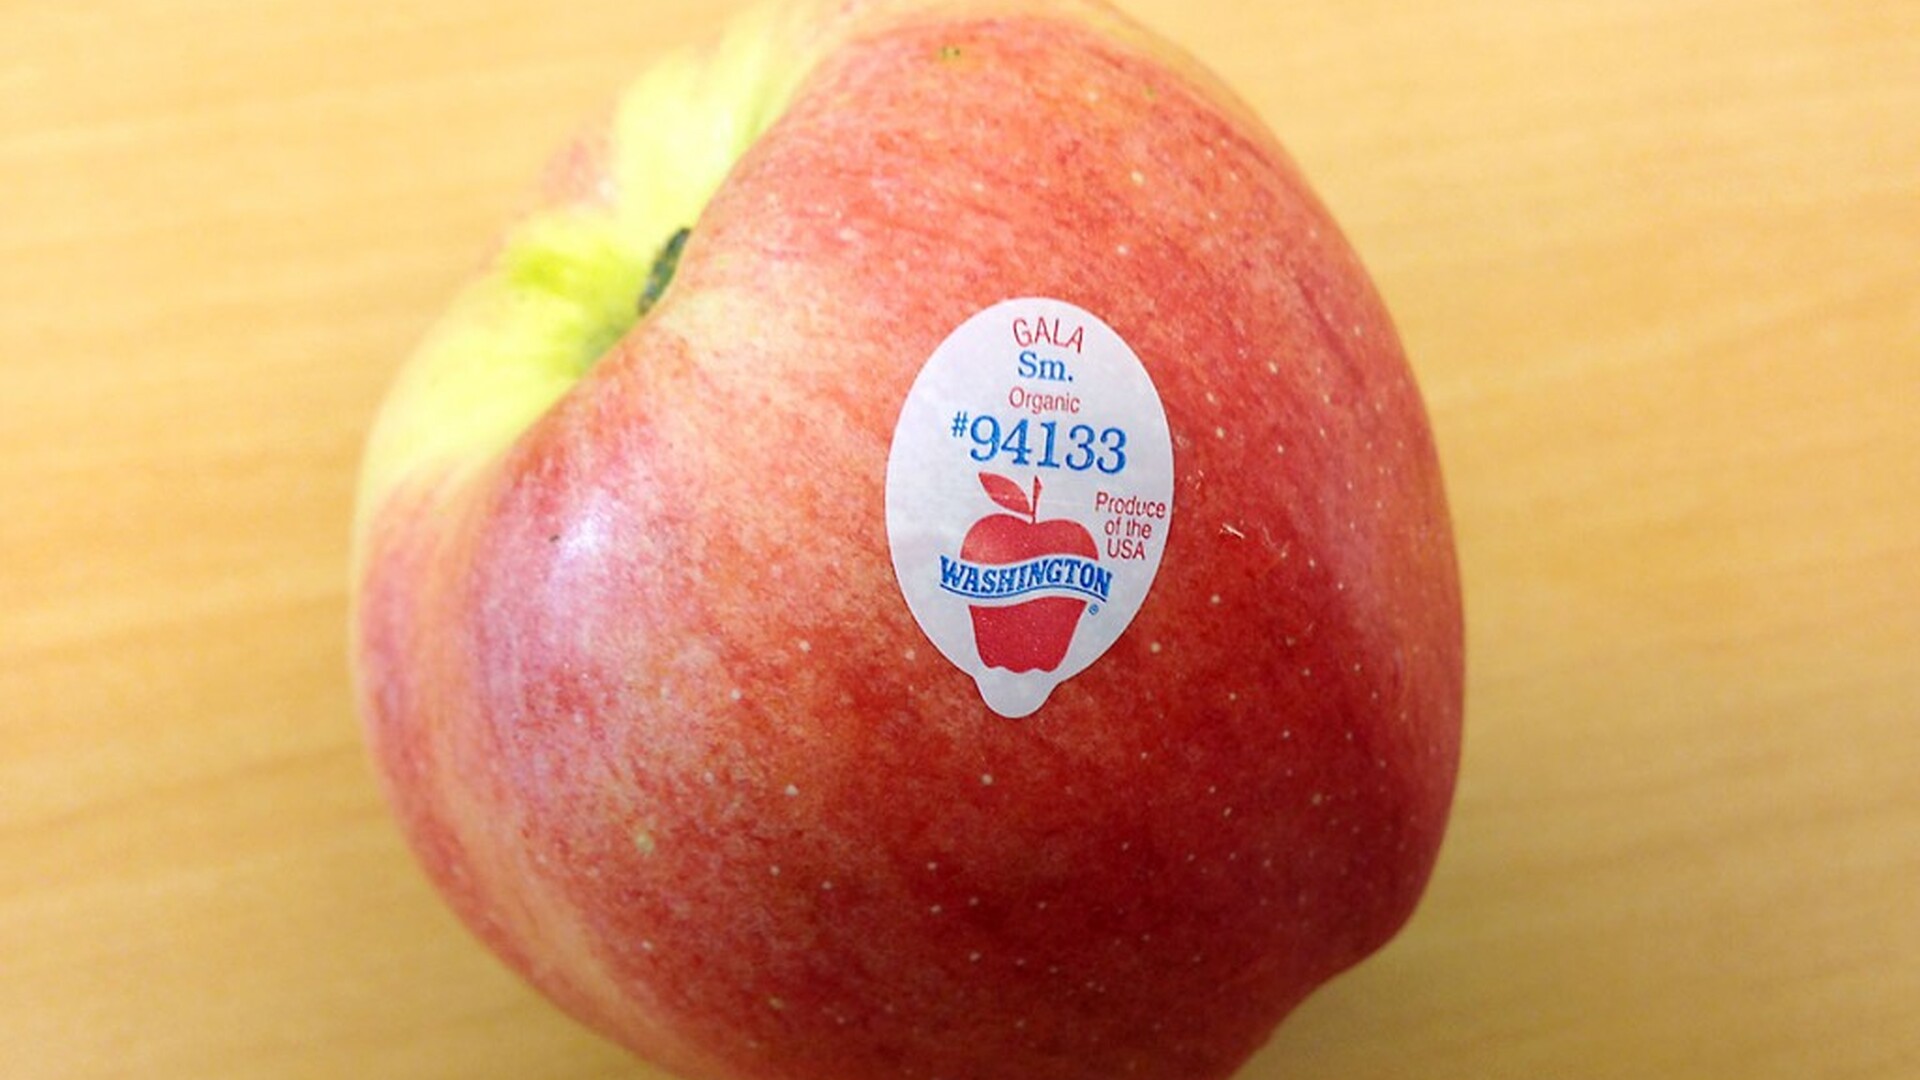 GALA
Sm.
Organic
#94133
Produce
of the
USA
WASHINGTON
®